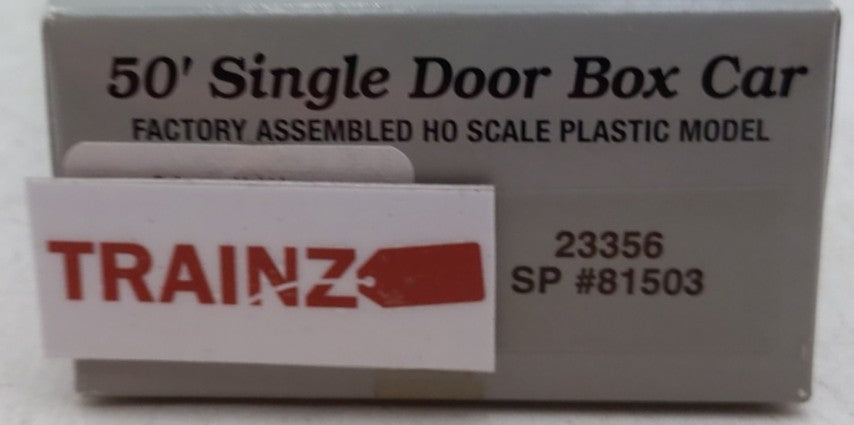 50' Single Door Box Car
FACTORY ASSEMBLED HO SCALE PLASTIC MODEL
TRAINZ
23356
SP #81503